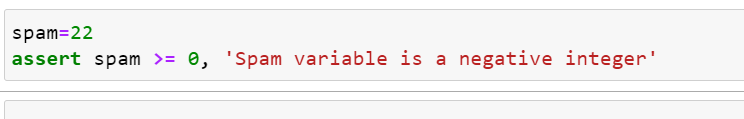 spam=22
assert spam >= 0, 'Spam variable is a negative integer'